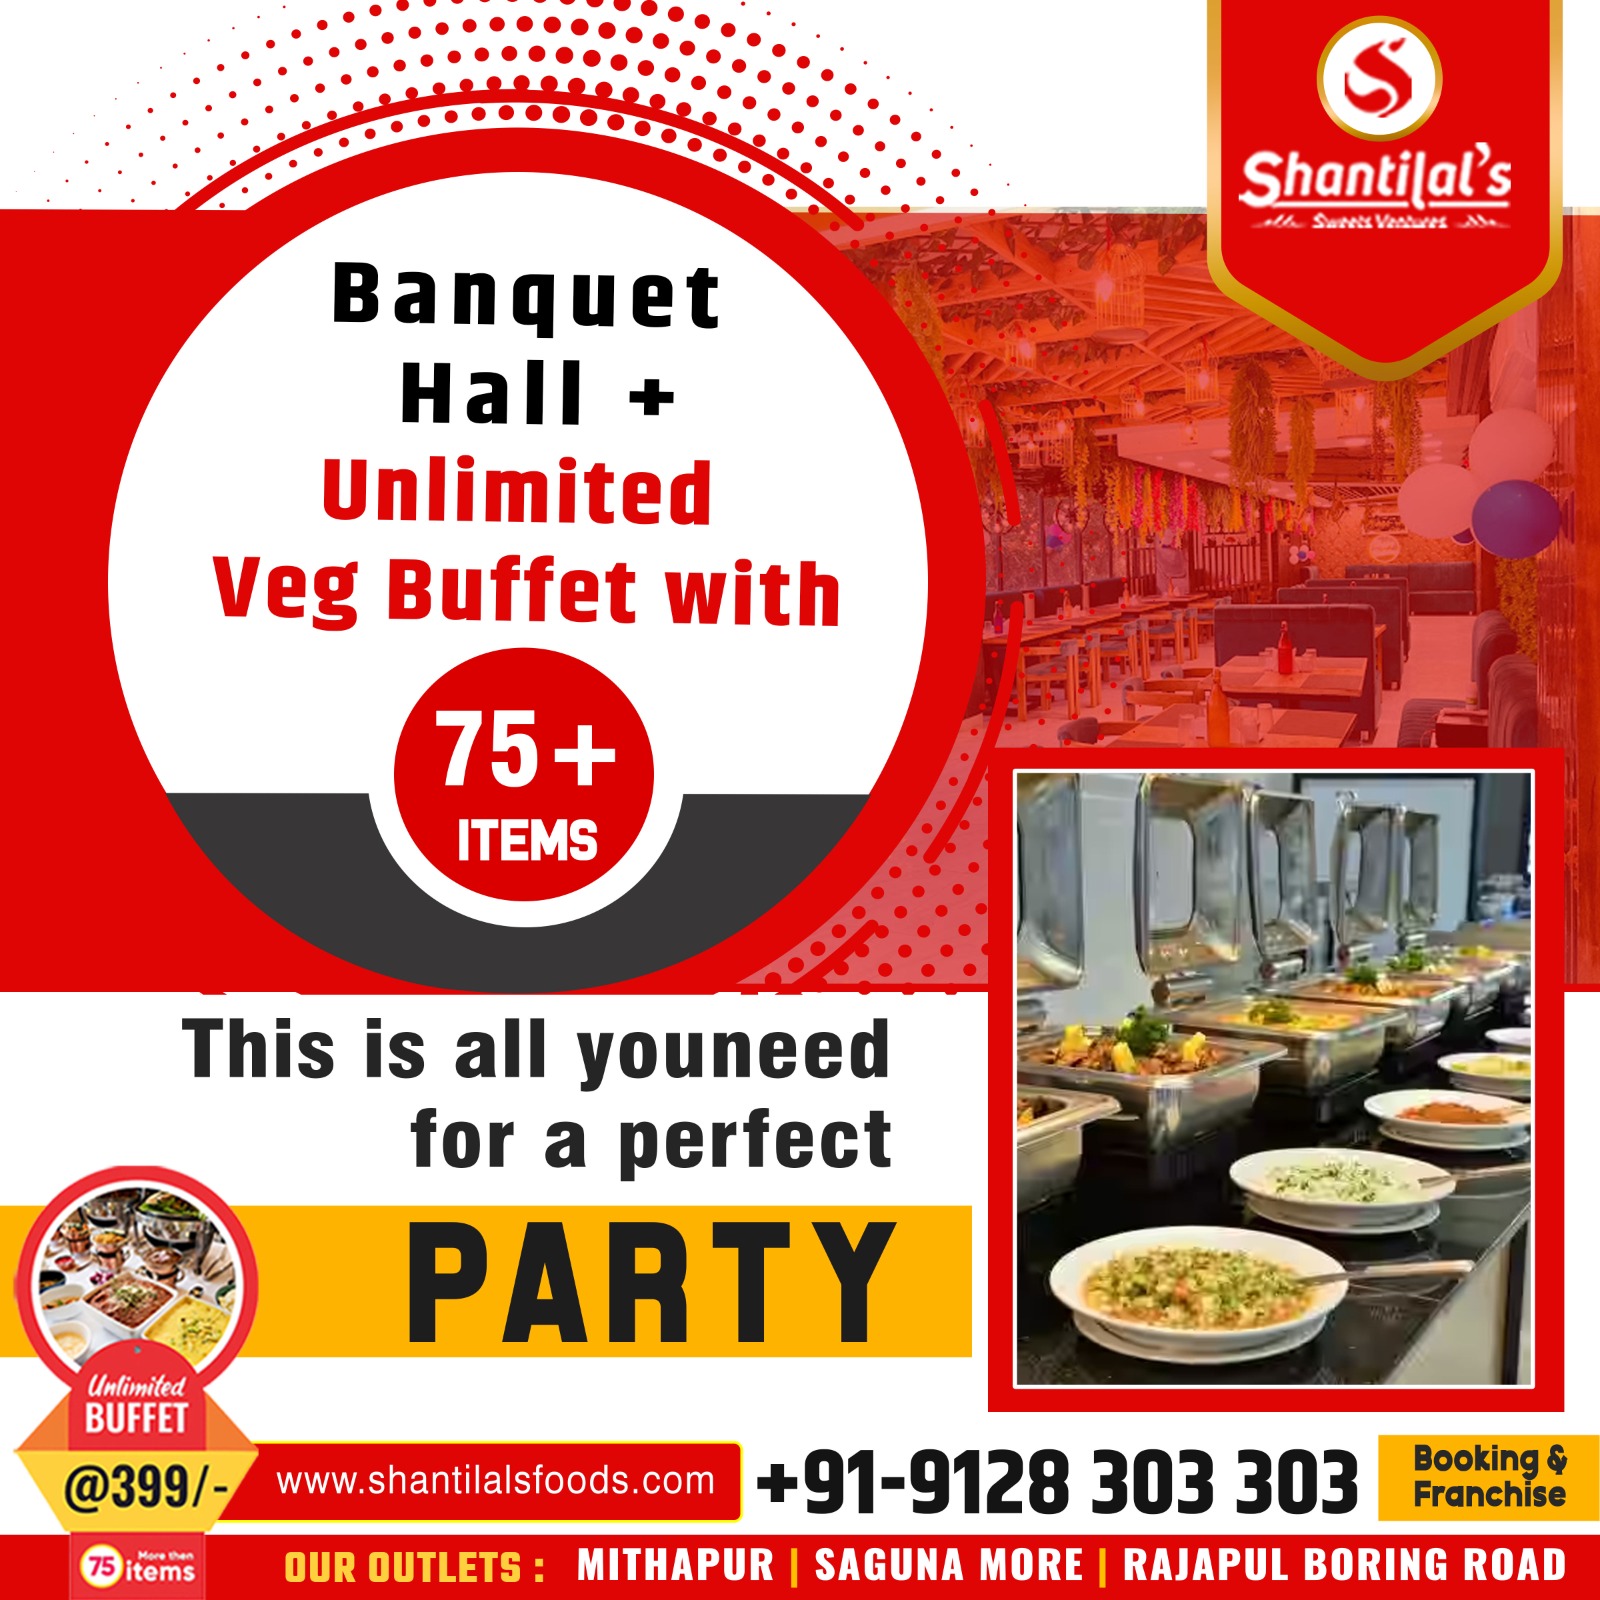 Shantilal's
Sweets Ventures
Banquet
Hall +
Unlimited
Veg Buffet with
75+
ITEMS
This is all youneed
for a perfect
PARTY
Unlimited
BUFFET
@399/-
www.shantilalsfoods.com
+91-9128 303 303
Booking &
Franchise
75
More then
items
OUR OUTLETS : MITHAPUR | SAGUNA MORE | RAJAPUL BORING ROAD